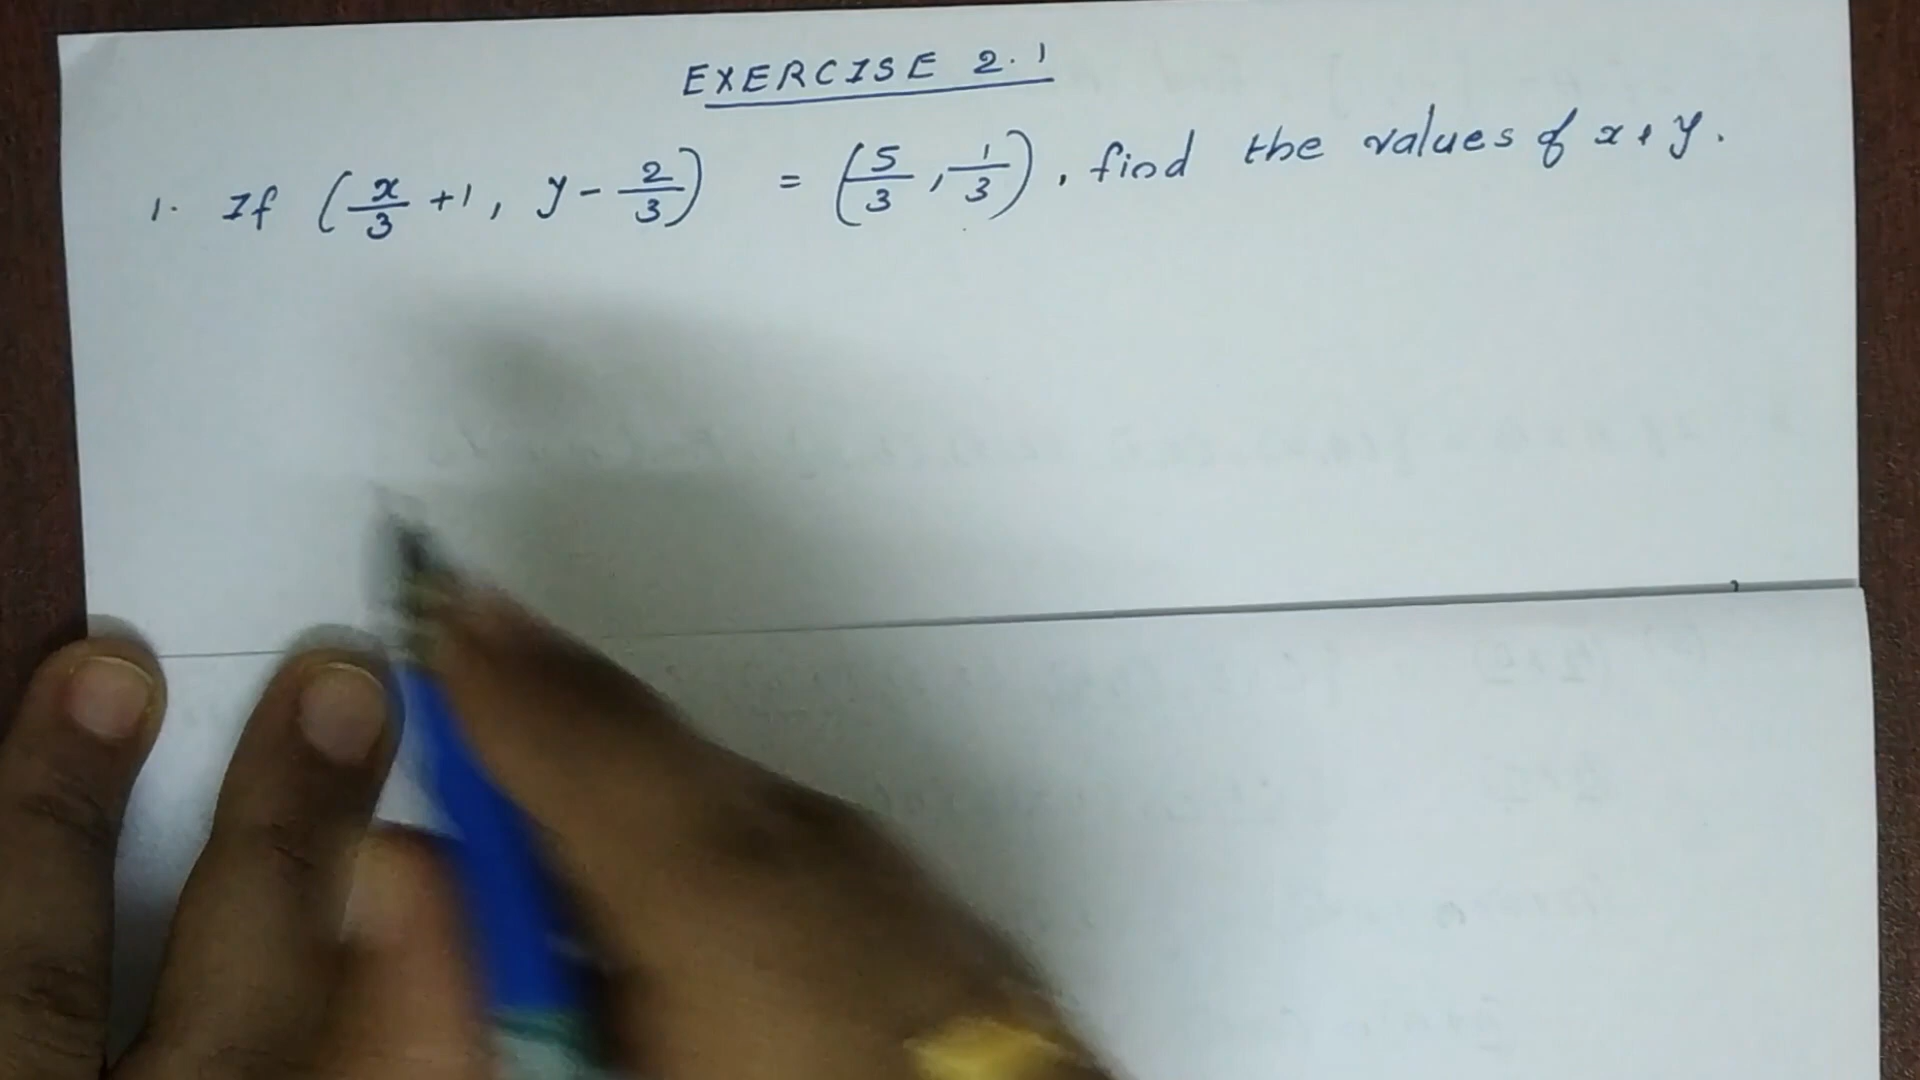 EXERCISE 2.1
1. If (x/3 + 1, y - 2/3) = (5/3, 1/3), find the values of x & y.